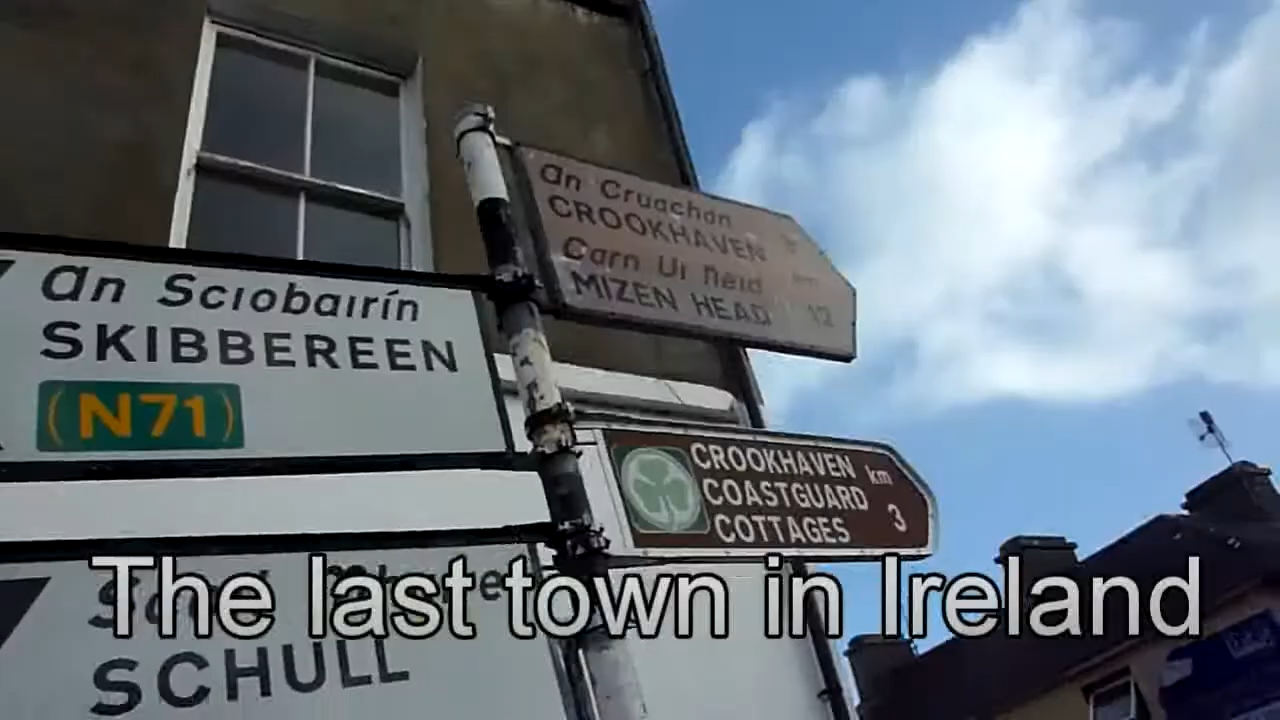 an Cruachán
CROOKHAVEN
Carn Uí Néid km
MIZEN HEAD 12
an Sciobairín
SKIBBEREEN
(N71)
CROOKHAVEN km
COASTGUARD 3
COTTAGES
The last town in Ireland
SCHULL